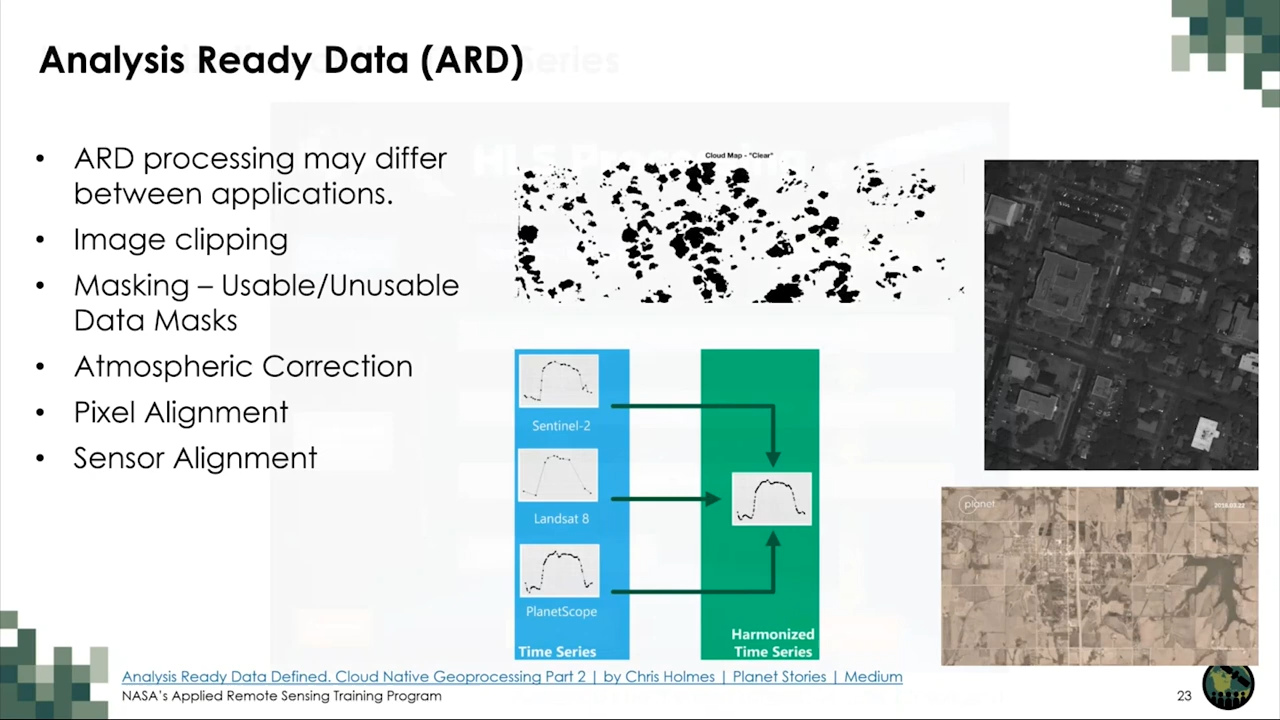 Analysis Ready Data (ARD)
• ARD processing may differ
between applications.
• Image clipping
• Masking – Usable/Unusable
Data Masks
• Atmospheric Correction
• Pixel Alignment
• Sensor Alignment
Cloud Map - "Clear"
Sentinel-2
Landsat 8
PlanetScope
Time Series
Harmonized
Time Series
planet
Analysis Ready Data Defined. Cloud Native Geoprocessing Part 2 | by Chris Holmes | Planet Stories | Medium
NASA's Applied Remote Sensing Training Program
23